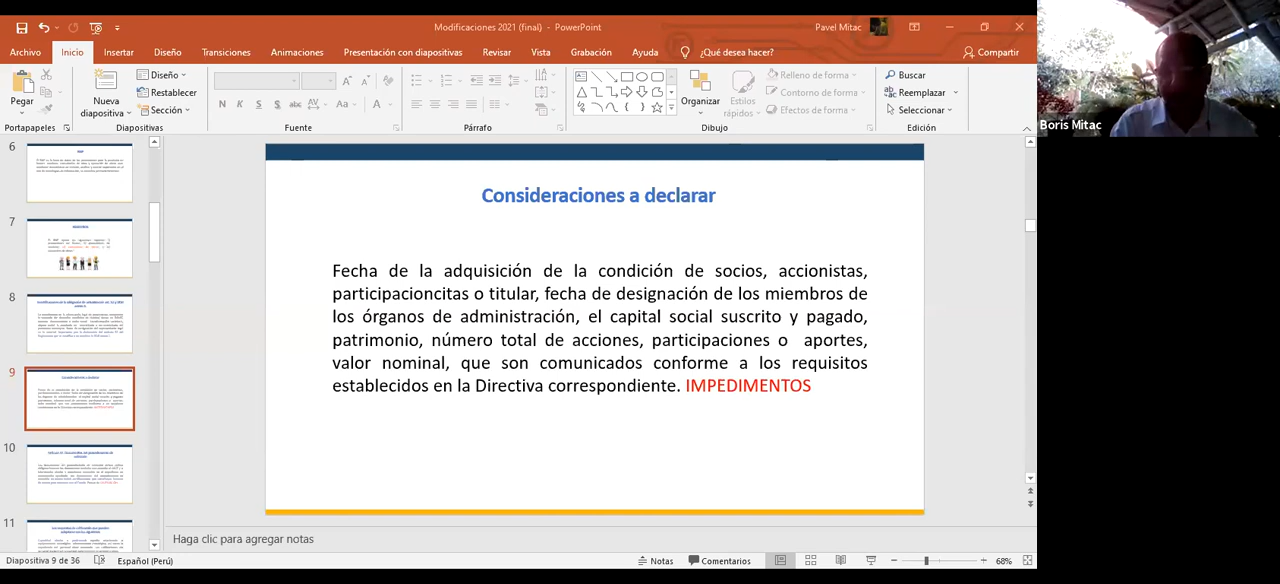 Modificaciones 2021 (final) - PowerPoint
Pavel Mitac
Archivo Inicio Insertar Diseño Transiciones Animaciones Presentación con diapositivas Revisar Vista Grabación Ayuda ¿Qué desea hacer? Compartir
Pegar
Nueva diapositiva
Diseño
Restablecer
Sección
N K S S abc AV Aa A
Organizar
Estilos rápidos
Relleno de forma
Contorno de forma
Efectos de forma
Buscar
Reemplazar
Seleccionar
Portapapeles Diapositivas Fuente Párrafo Dibujo Edición
Boris Mitac
6
7
8
9
10
11
Consideraciones a declarar
Fecha de la adquisición de la condición de socios, accionistas,
participacioncitas o titular, fecha de designación de los miembros de
los órganos de adminstración, el capital social suscrito y pagado,
patrimonio, número total de acciones, participaciones o aportes,
valor nominal, que son comunicados conforme a los requisitos
establecidos en la Directiva correspondiente. IMPEDIMENTOS
Haga clic para agregar notas
Diapositiva 9 de 36 Español (Perú) Notas Comentarios 68%